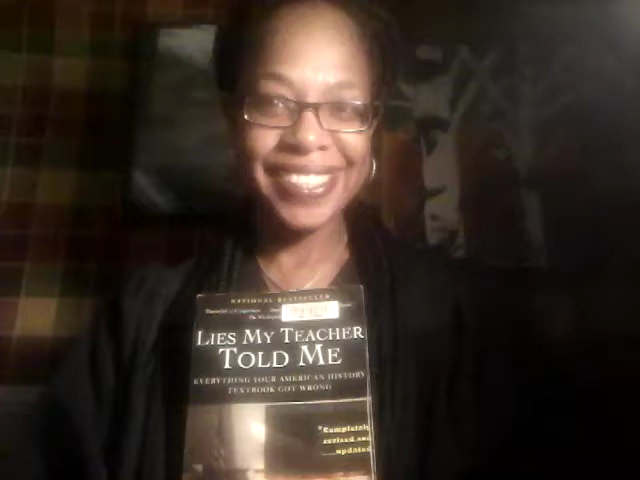 NATIONAL BESTSELLER
LIES MY TEACHER
TOLD ME
EVERYTHING YOUR AMERICAN HISTORY
TEXTBOOK GOT WRONG
"Completely
revised and
updated